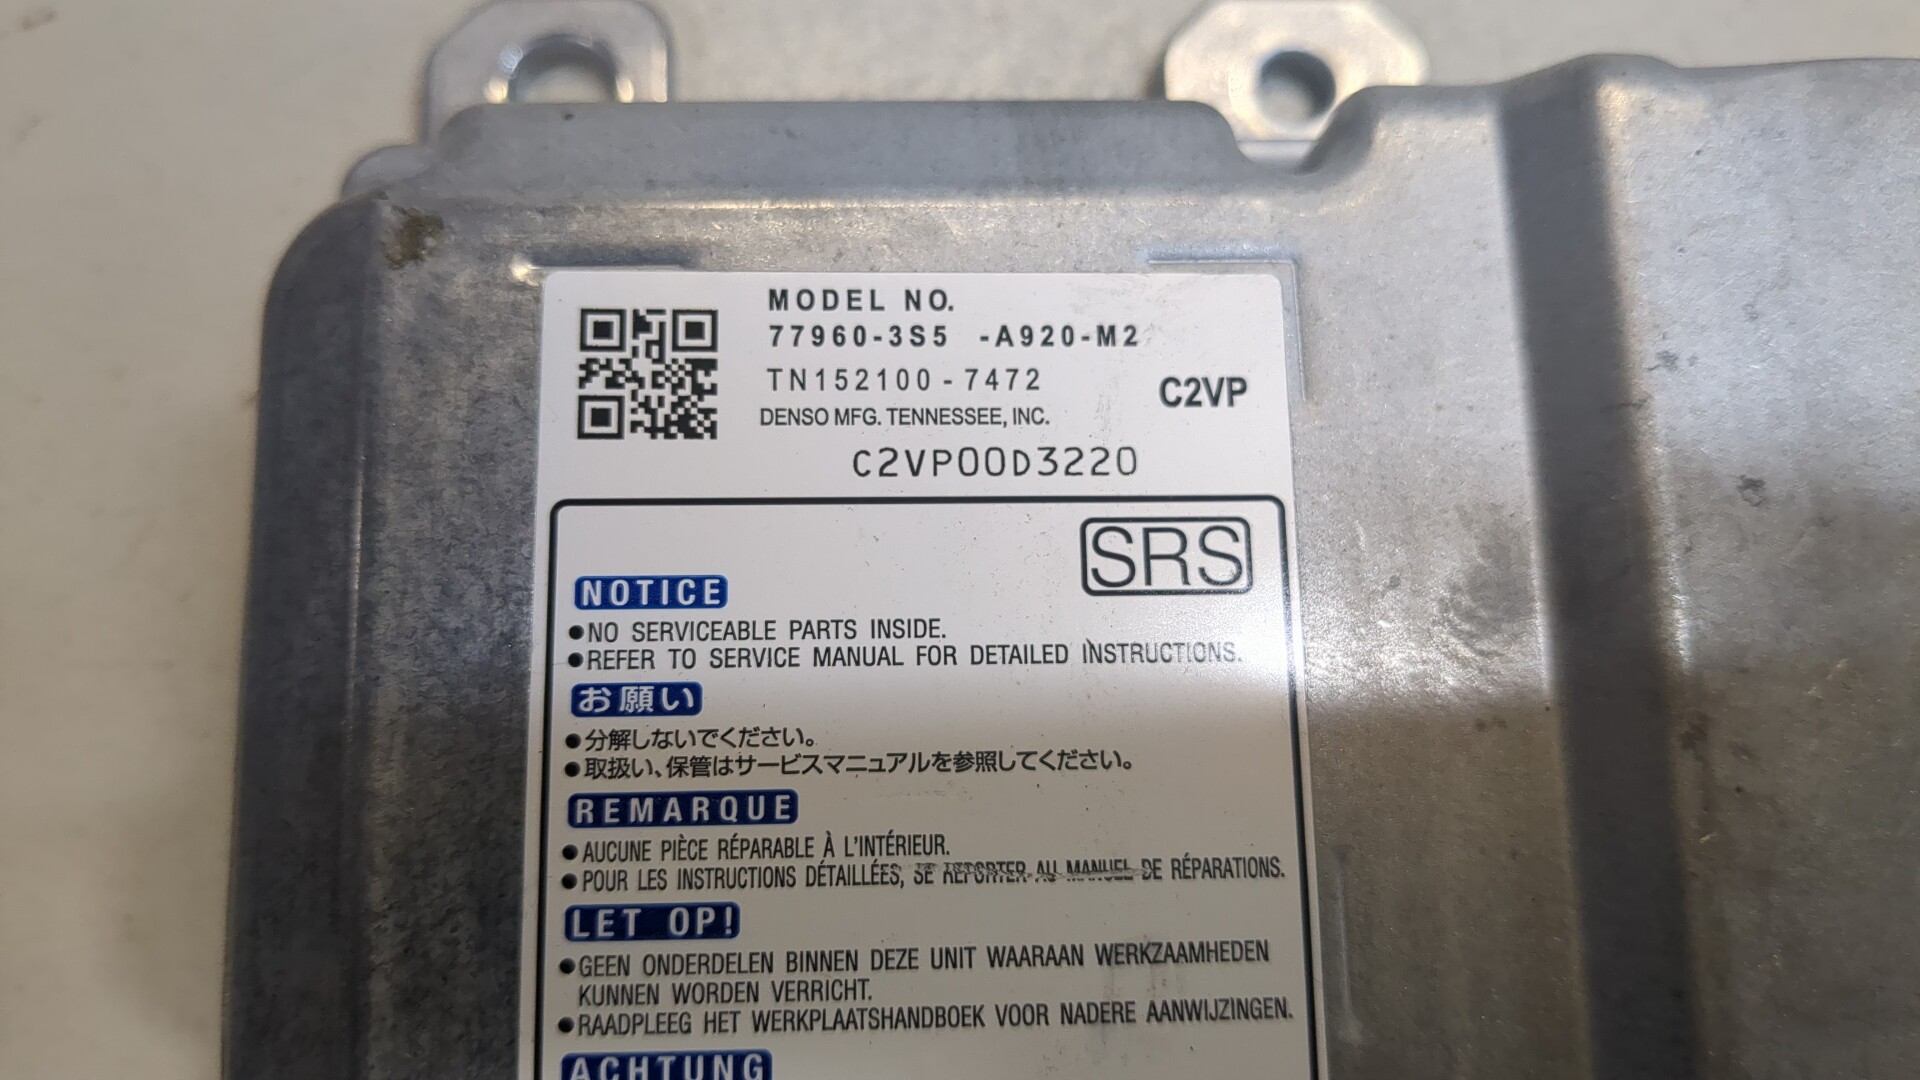 MODEL NO.
77960-3S5 -A920-M2
TN152100-7472
C2VP
DENSO MFG. TENNESSEE, INC.
C2VP00D3220
SRS
NOTICE
●NO SERVICEABLE PARTS INSIDE.
●REFER TO SERVICE MANUAL FOR DETAILED INSTRUCTIONS.
お願い
●分解しないでください。
●取扱い、保管はサービスマニュアルを参照してください。
REMARQUE
●AUCUNE PIÈCE RÉPARABLE À L'INTÉRIEUR.
●POUR LES INSTRUCTIONS DÉTAILLÉES, SE REPORTER AU MANUEL DE RÉPARATIONS.
LET OP!
●GEEN ONDERDELEN BINNEN DEZE UNIT WAARAAN WERKZAAMHEDEN
KUNNEN WORDEN VERRICHT.
●RAADPLEEG HET WERKPLAATSHANDBOEK VOOR NADERE AANWIJZINGEN.
ACHTUNG